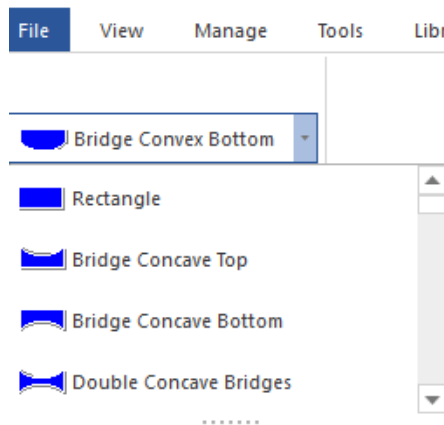 File View Manage Tools Libr
Bridge Convex Bottom
Rectangle
Bridge Concave Top
Bridge Concave Bottom
Double Concave Bridges